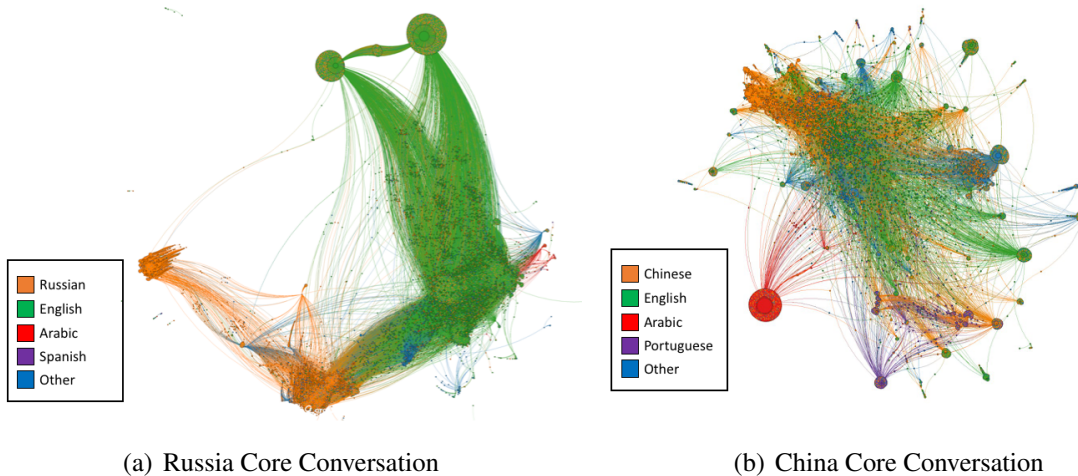 Russian
English
Arabic
Spanish
Other
Chinese
English
Arabic
Portuguese
Other
(a) Russia Core Conversation
(b) China Core Conversation